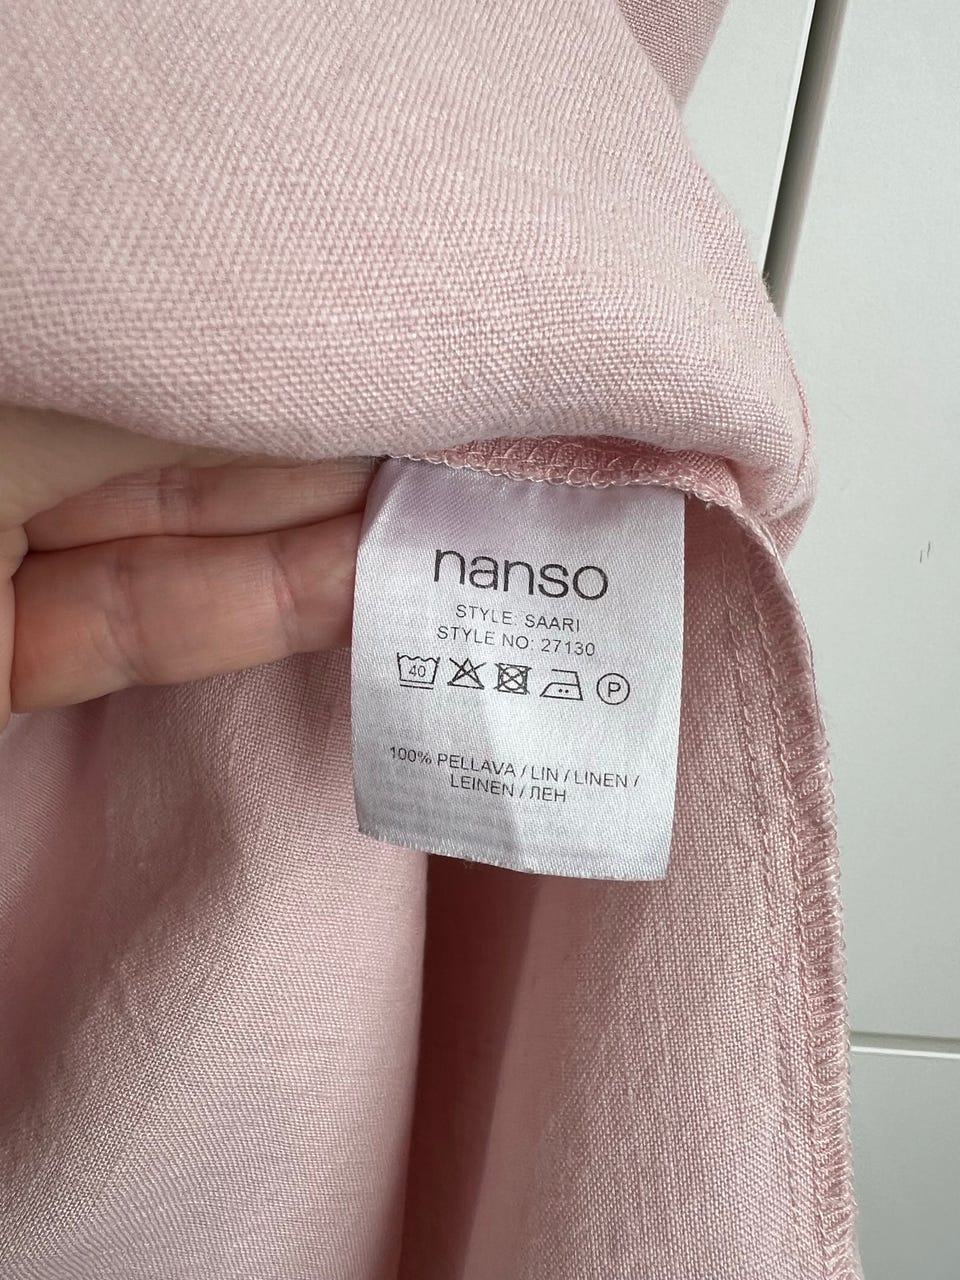 nanso
STYLE: SAARI
STYLE NO: 27130
40 P
100% PELLAVA / LIN / LINEN /
LEINEN / ЛЕН